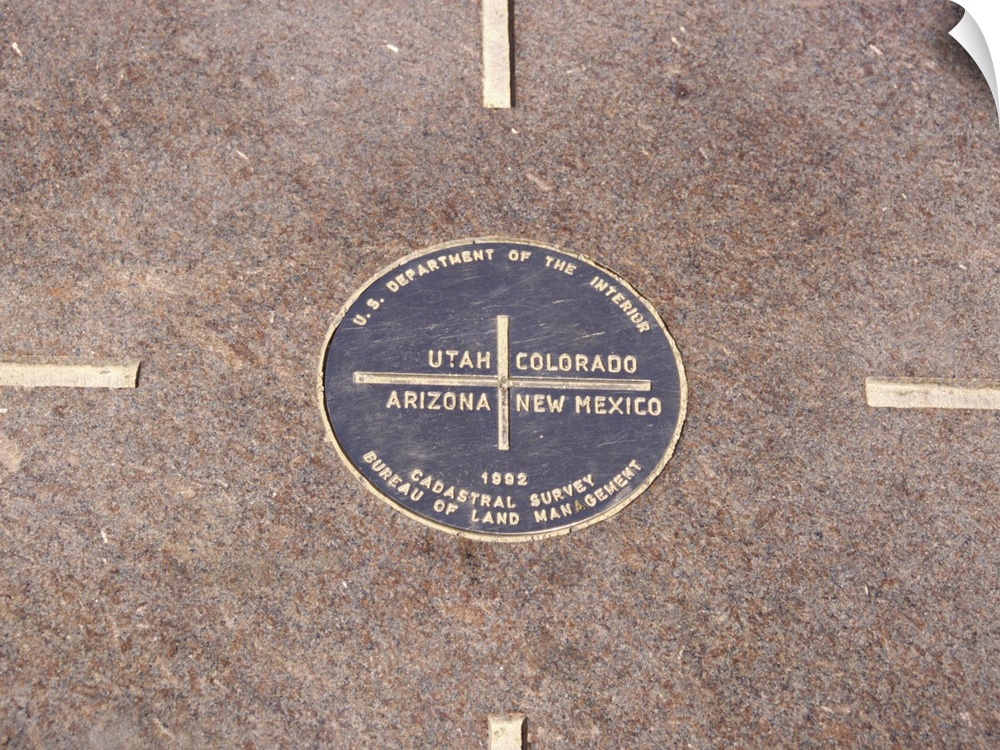 U. S. DEPARTMENT OF THE INTERIOR
UTAH COLORADO
ARIZONA NEW MEXICO
1992
CADASTRAL SURVEY
BUREAU OF LAND MANAGEMENT